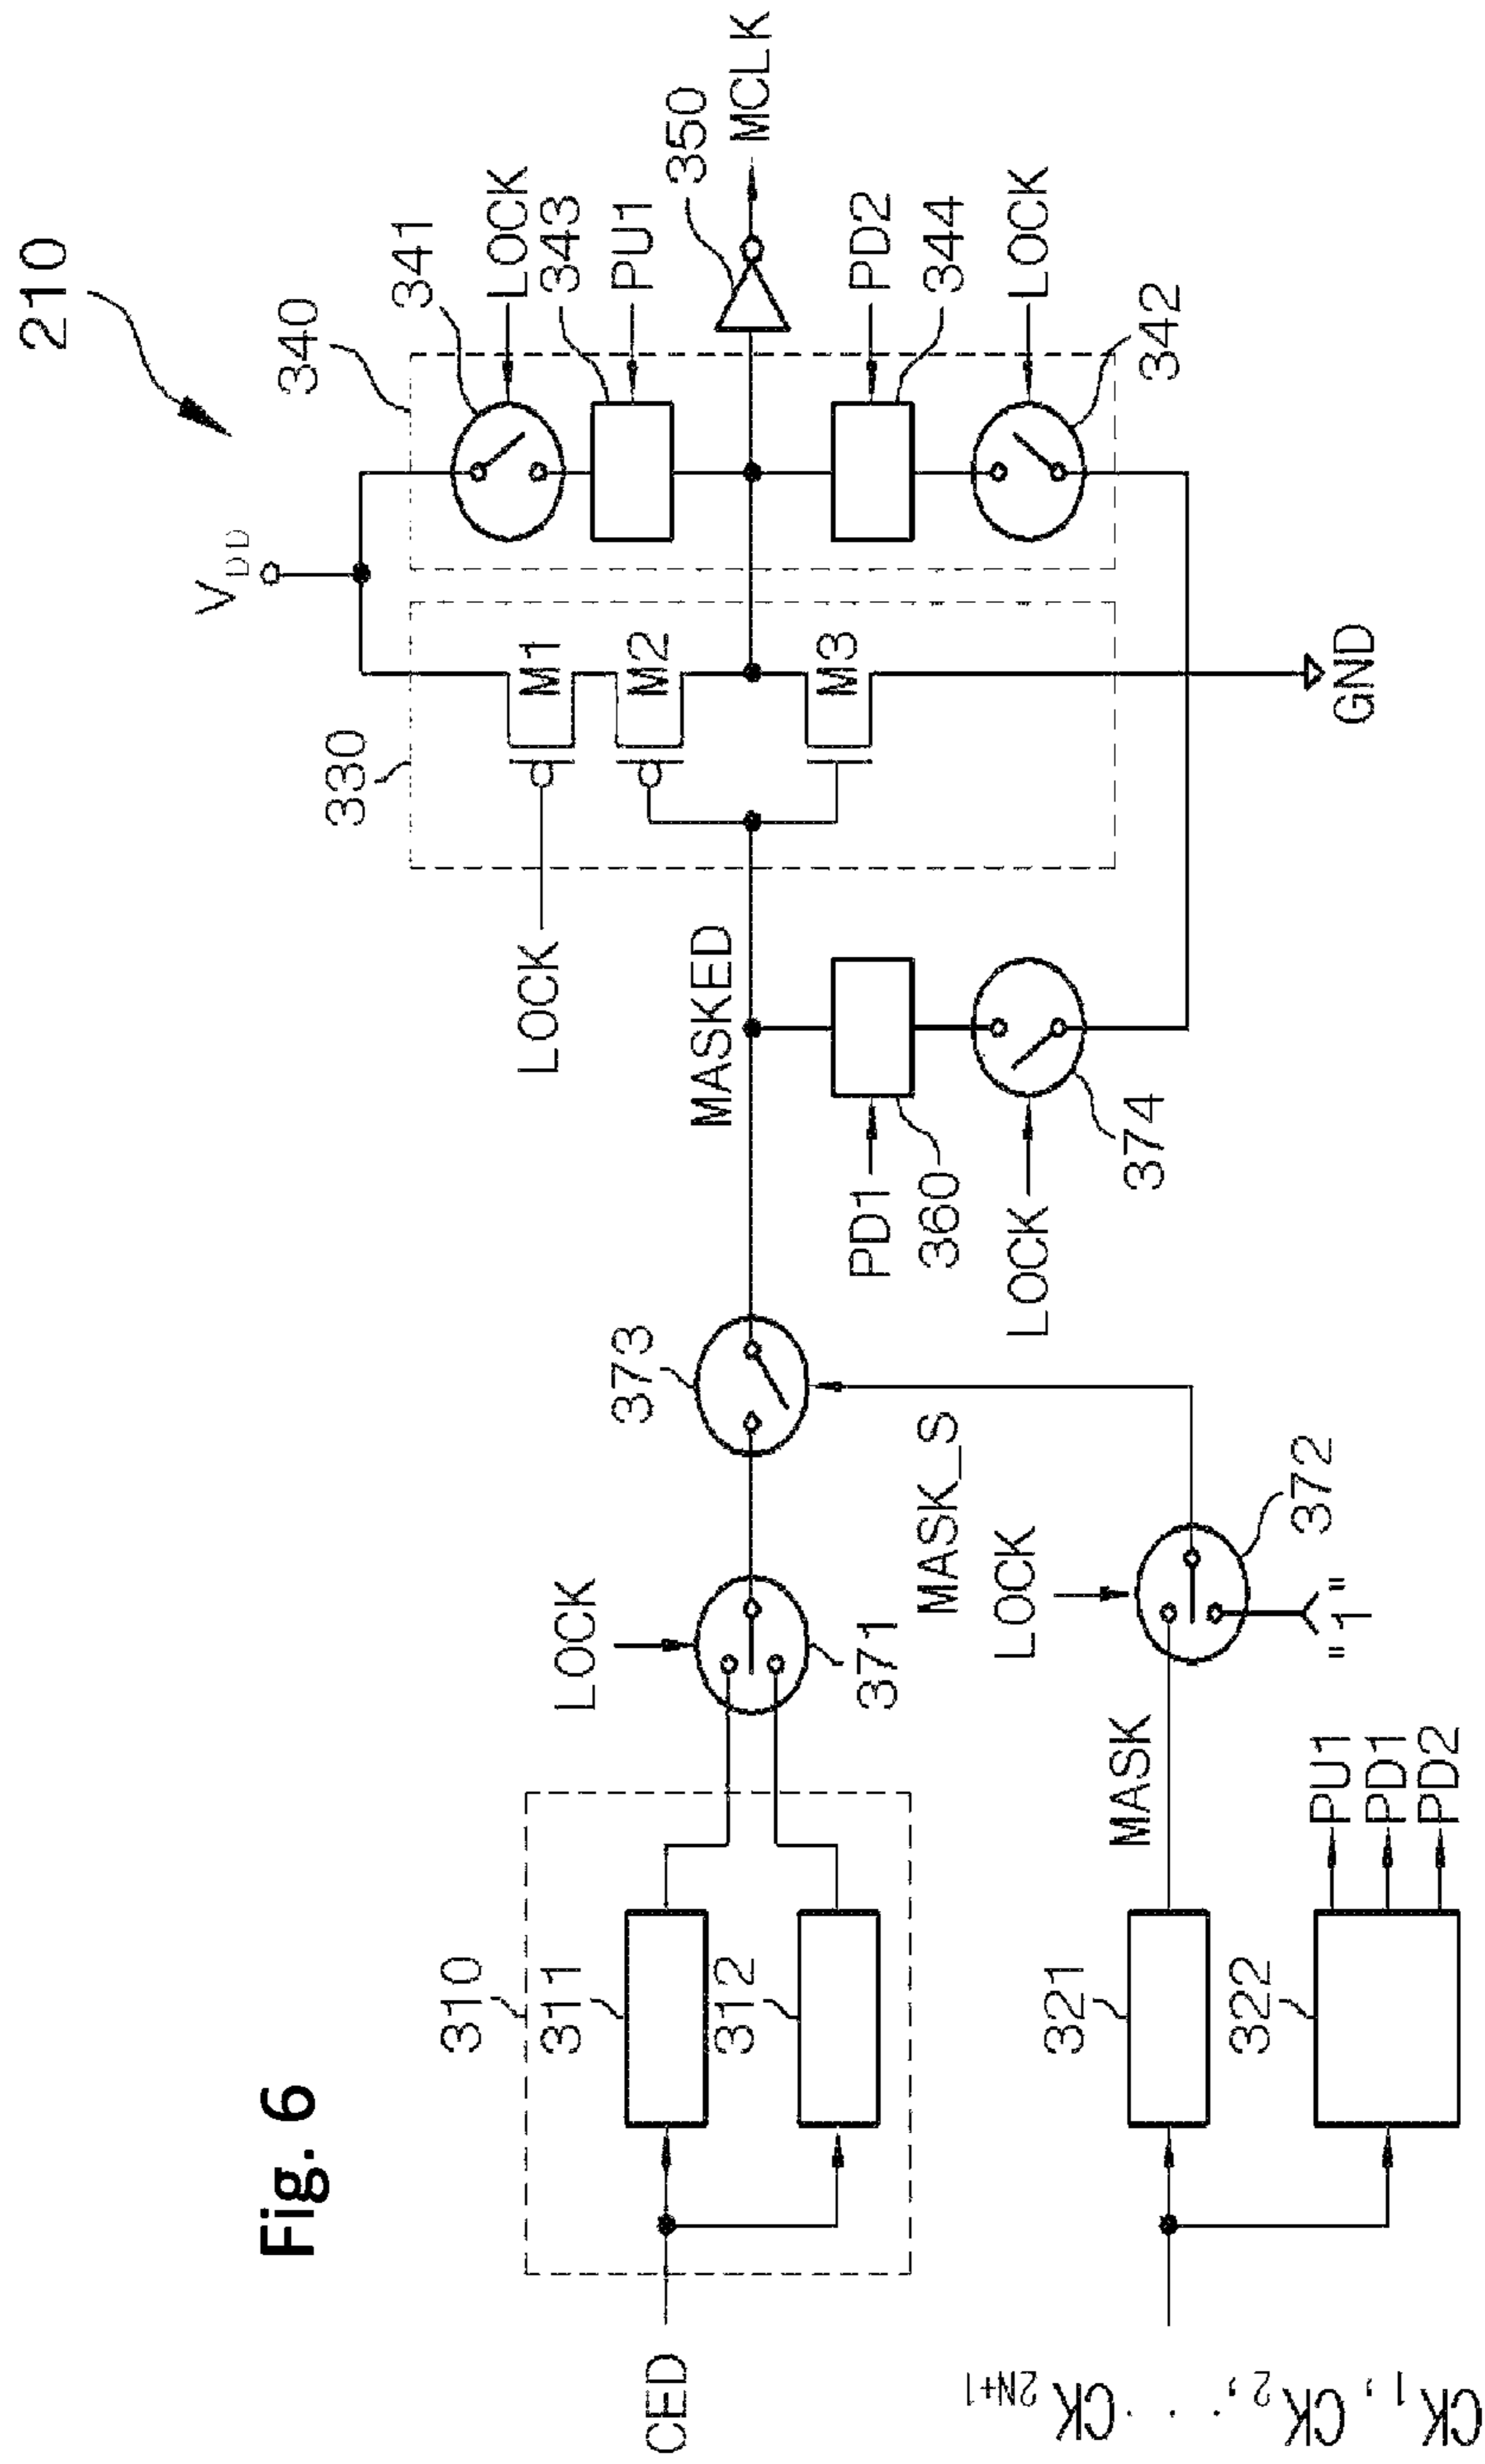 Fig. 6
210
V_DD
340
341
LOCK
343
PU1
330
LOCK
M1
M2
M3
350
MCLK
PD2
344
LOCK
342
GND
MASKED
PD1
360
LOCK
374
373
MASK_S
LOCK
371
LOCK
372
"1"
310
311
312
CED
MASK
321
322
PU1
PD1
PD2
CK₁, CK₂, · · · CK₂N+1